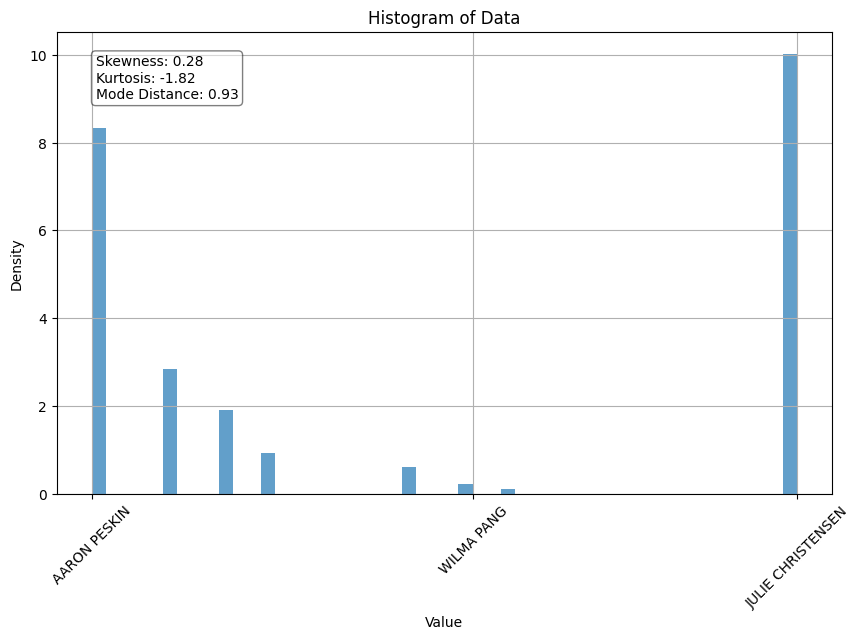 Histogram of Data
Skewness: 0.28
Kurtosis: -1.82
Mode Distance: 0.93
Density
10
8
6
4
2
0
AARON PESKIN
WILMA PANG
JULIE CHRISTENSEN
Value